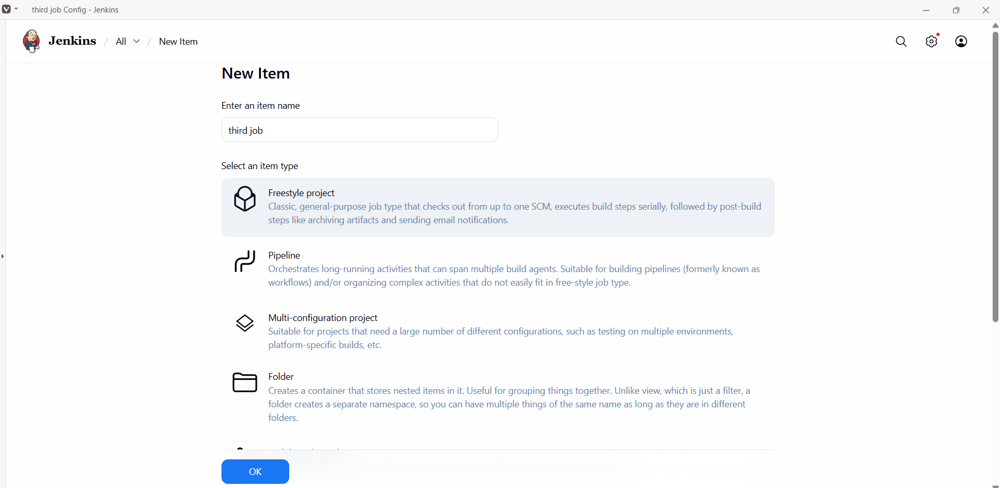 third job Config - Jenkins
Jenkins / All / New Item
New Item
Enter an item name
third job
Select an item type
Freestyle project
Classic, general-purpose job type that checks out from up to one SCM, executes build steps serially, followed by post-build
steps like archiving artifacts and sending email notifications.
Pipeline
Orchestrates long-running activities that can span multiple build agents. Suitable for building pipelines (formerly known as
workflows) and/or organizing complex activities that do not easily fit in free-style job type.
Multi-configuration project
Suitable for projects that need a large number of different configurations, such as testing on multiple environments,
platform-specific builds, etc.
Folder
Creates a container that stores nested items in it. Useful for grouping things together. Unlike view, which is just a filter, a
folder creates a separate namespace, so you can have multiple things of the same name as long as they are in different
folders.
OK